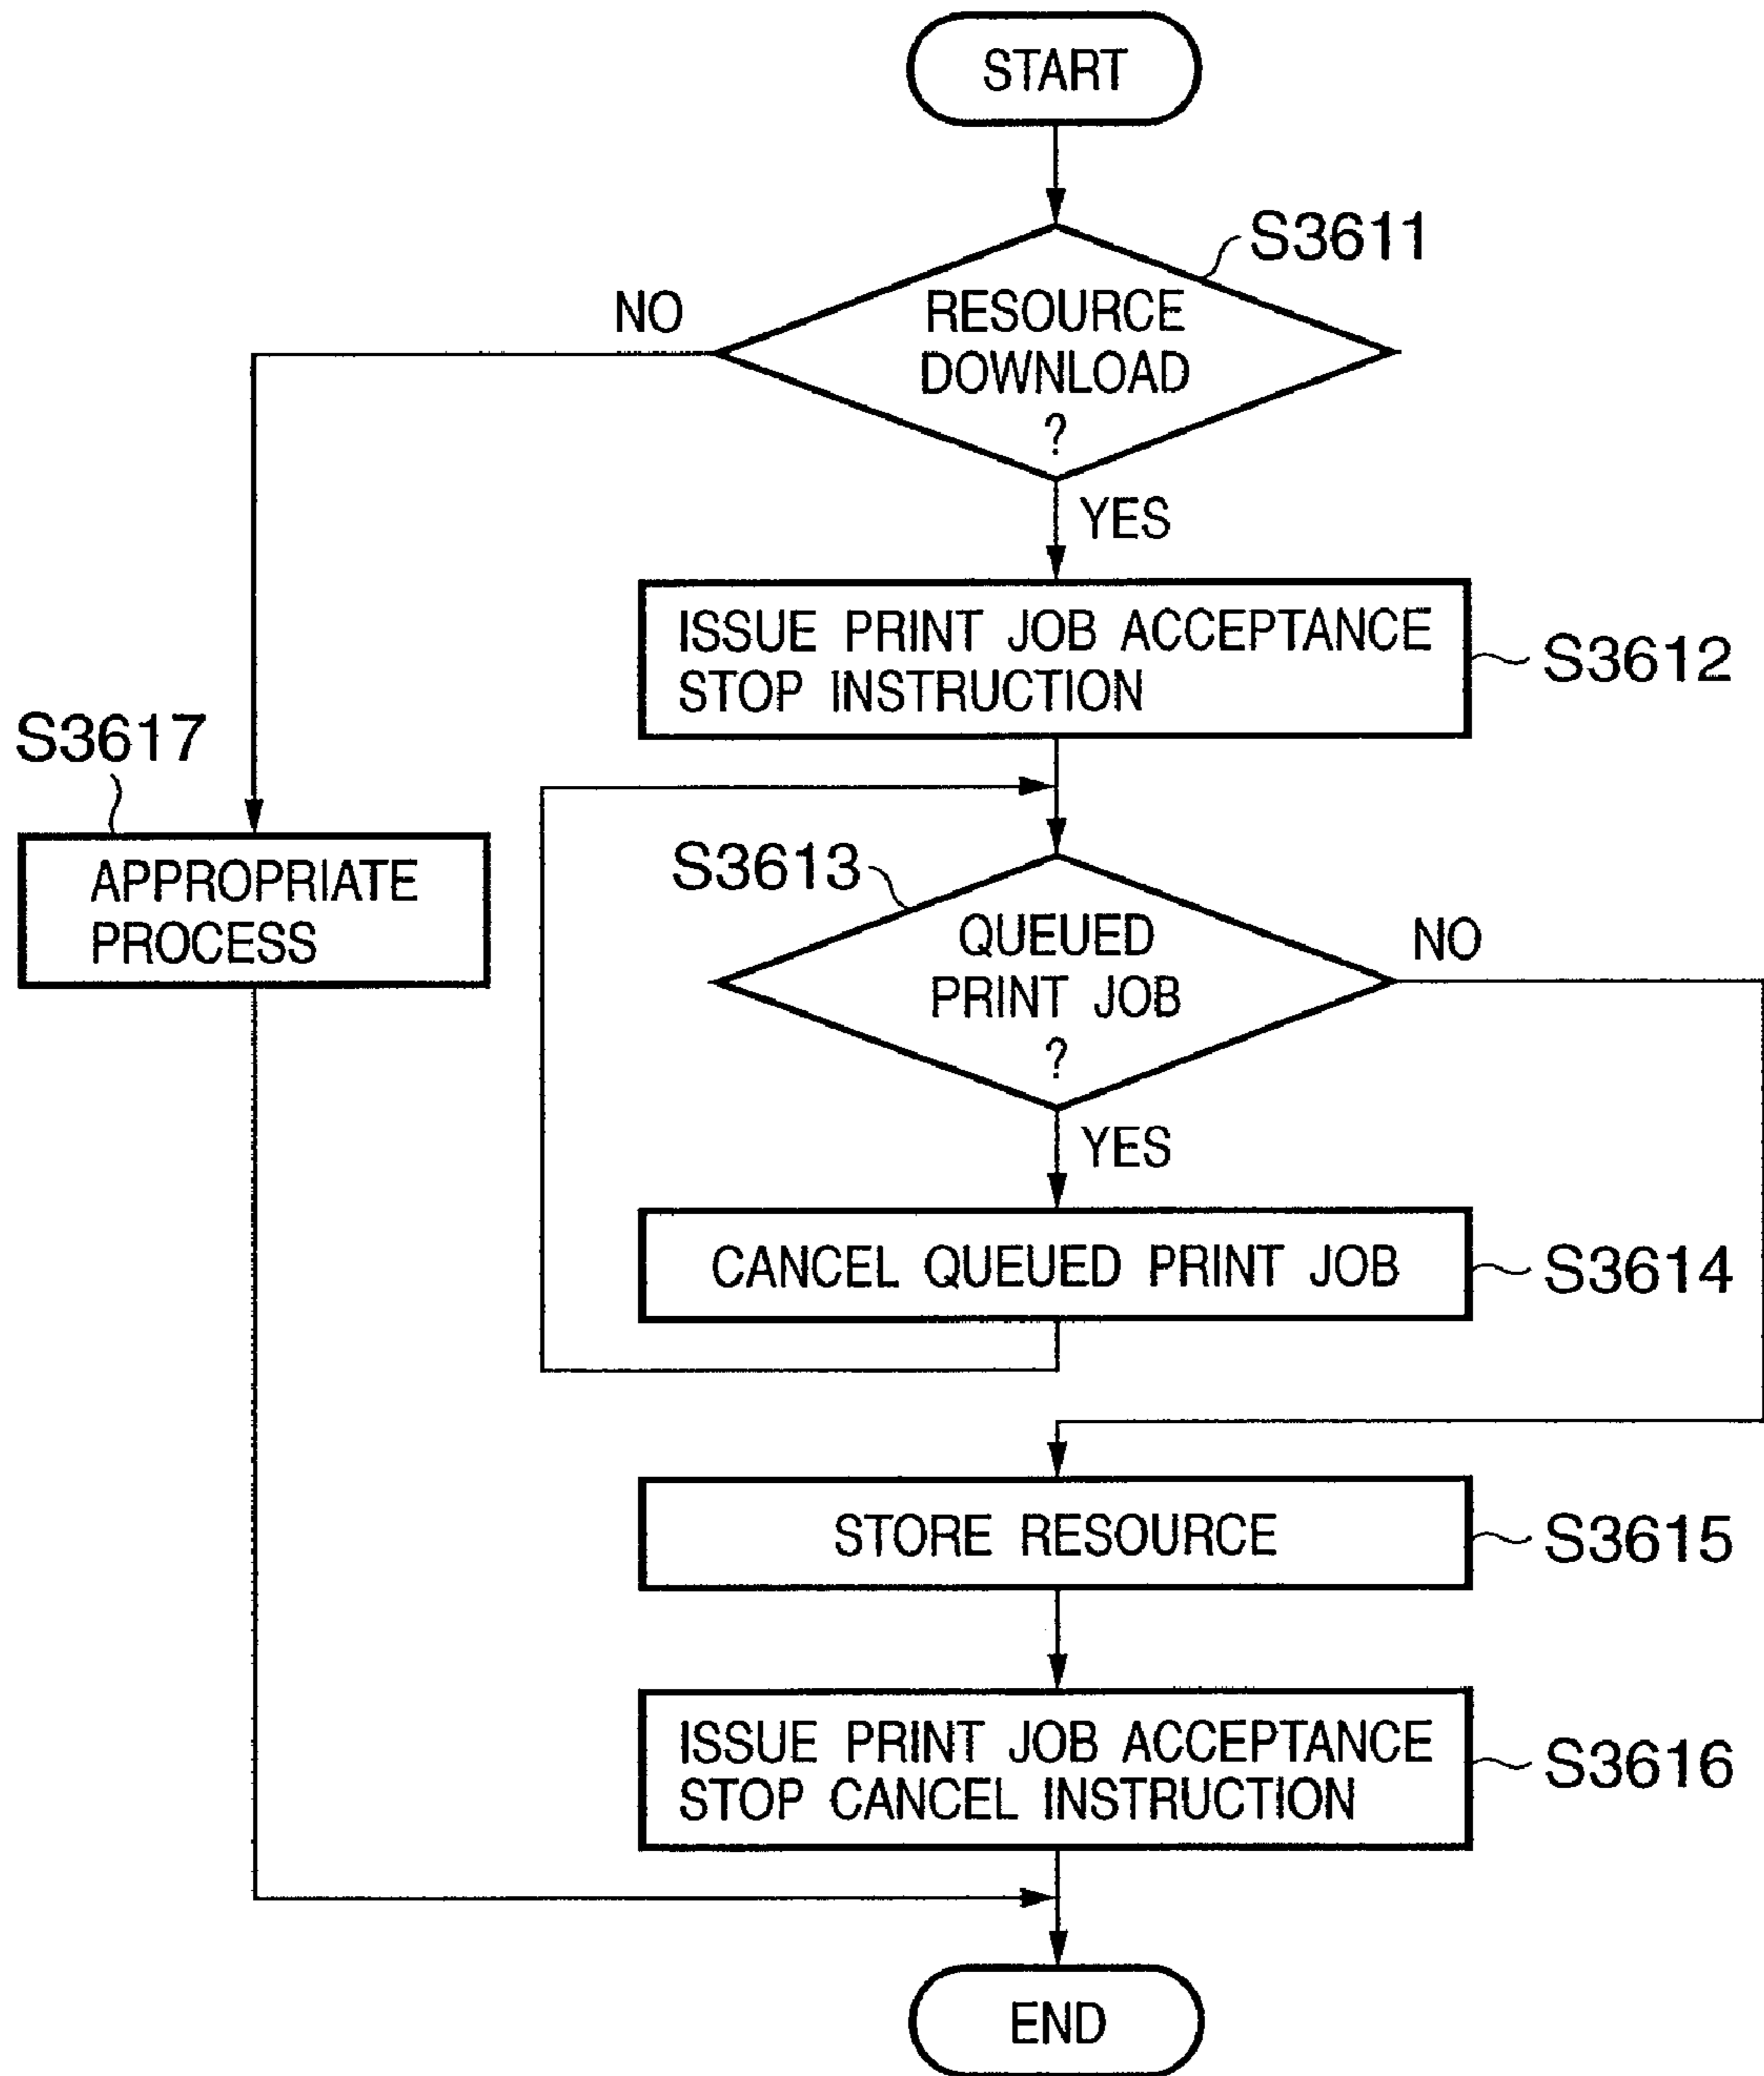 START
S3611
NO
RESOURCE
DOWNLOAD
?
YES
ISSUE PRINT JOB ACCEPTANCE
STOP INSTRUCTION
S3612
S3617
APPROPRIATE
PROCESS
S3613
QUEUED
PRINT JOB
?
NO
YES
CANCEL QUEUED PRINT JOB
S3614
STORE RESOURCE
S3615
ISSUE PRINT JOB ACCEPTANCE
STOP CANCEL INSTRUCTION
S3616
END